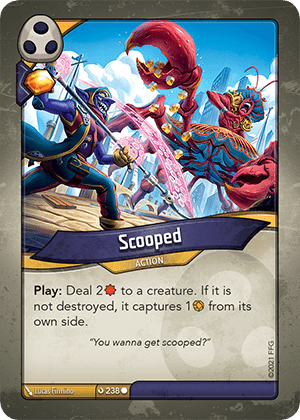 Scooped
ACTION
Play: Deal 2 to a creature. If it is
not destroyed, it captures 1 from its
own side.
"You wanna get scooped?"
©2021 FFG
Lucas Firmino
238